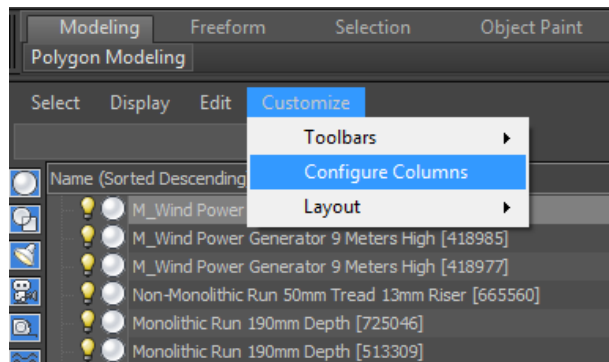 Modeling Freeform Selection Object Paint
Polygon Modeling
Select Display Edit Customize
Toolbars
Configure Columns
Layout
Name (Sorted Descending
M_Wind Power
M_Wind Power Generator 9 Meters High [418985]
M_Wind Power Generator 9 Meters High [418977]
Non-Monolithic Run 50mm Tread 13mm Riser [665560]
Monolithic Run 190mm Depth [725046]
Monolithic Run 190mm Depth [513309]